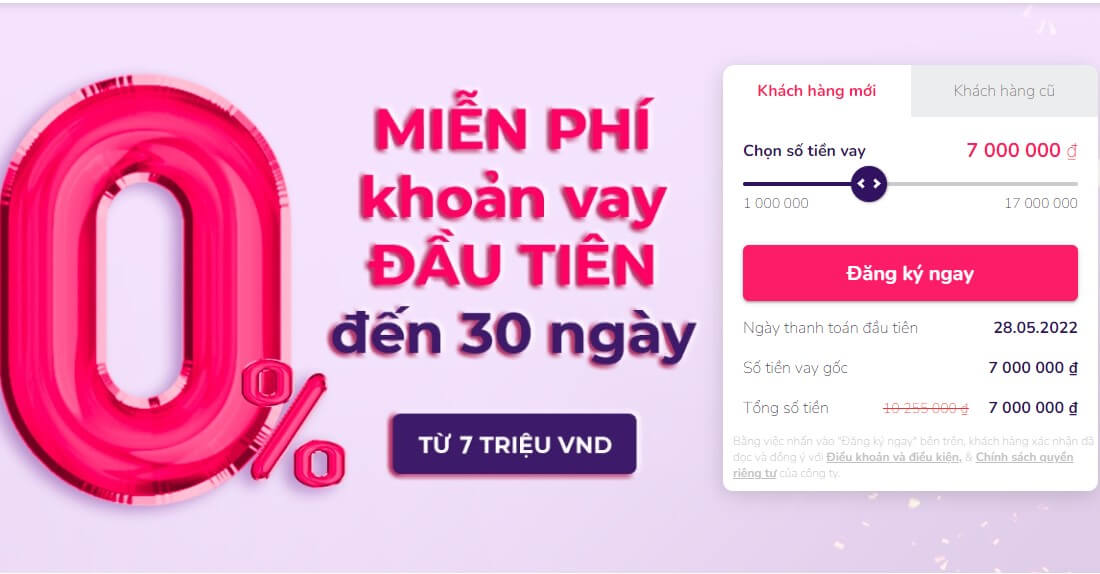 0%
MIỄN PHÍ
khoản vay
ĐẦU TIÊN
đến 30 ngày
TỪ 7 TRIỆU VND
Khách hàng mới
Khách hàng cũ
Chọn số tiền vay
7 000 000 ₫
1 000 000
17 000 000
Đăng ký ngay
Ngày thanh toán đầu tiên
28.05.2022
Số tiền vay gốc
7 000 000 ₫
Tổng số tiền
10 255 000 ₫
7 000 000 ₫
Bằng việc nhấn vào "Đăng ký ngay" bên trên, khách hàng xác nhận đã
đọc và đồng ý với Điều khoản và điều kiện, & Chính sách quyền
riêng tư của công ty.